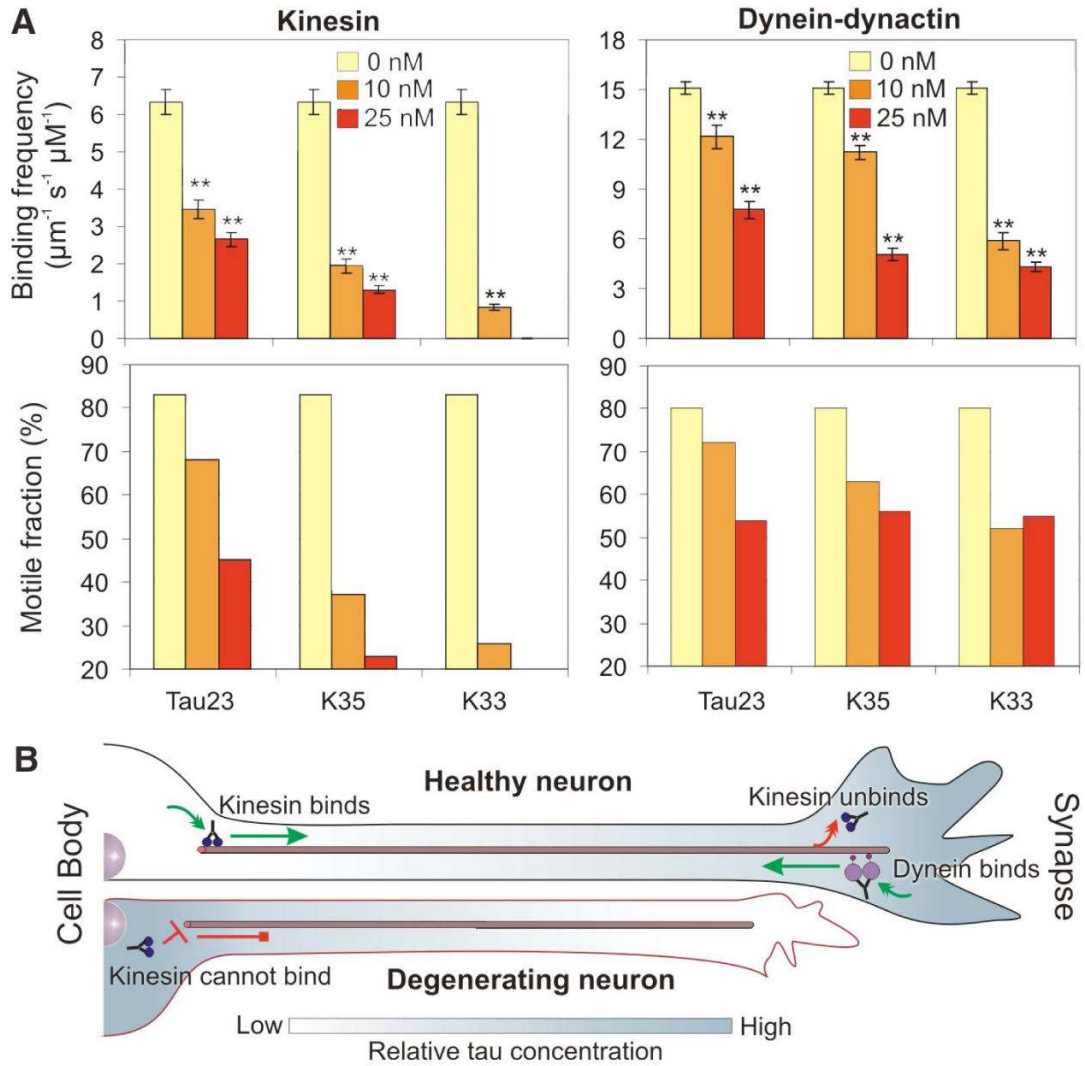 A
Kinesin
Dynein-dynactin
Binding frequency
(μm⁻¹ s⁻¹ μM⁻¹)
8
7
6
5
4
3
2
1
0
0 nM
10 nM
25 nM
** ** ** ** **
18
15
12
9
6
3
0
0 nM
10 nM
25 nM
** ** ** ** ** **
Motile fraction (%)
90
80
70
60
50
40
30
20
Tau23 K35 K33
90
80
70
60
50
40
30
20
Tau23 K35 K33
B
Cell Body
Healthy neuron
Kinesin binds
Kinesin unbinds
Dynein binds
Synapse
Kinesin cannot bind
Degenerating neuron
Low High
Relative tau concentration